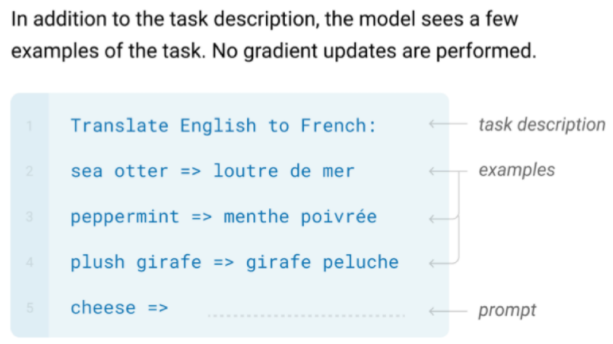 In addition to the task description, the model sees a few
examples of the task. No gradient updates are performed.
1 Translate English to French: task description
2 sea otter => loutre de mer examples
3 peppermint => menthe poivrée
4 plush girafe => girafe peluche
5 cheese => prompt